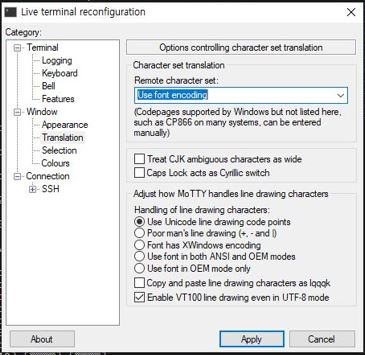 Live terminal reconfiguration
Category:
Terminal
Logging
Keyboard
Bell
Features
Window
Appearance
Translation
Selection
Colours
Connection
SSH
Options controlling character set translation
Character set translation
Remote character set:
Use font encoding
(Codepages supported by Windows but not listed here,
such as CP866 on many systems, can be entered
manually)
Treat CJK ambiguous characters as wide
Caps Lock acts as Cyrillic switch
Adjust how MoTTY handles line drawing characters
Handling of line drawing characters:
Use Unicode line drawing code points
Poor man's line drawing (+, - and |)
Font has XWindows encoding
Use font in both ANSI and OEM modes
Use font in OEM mode only
Copy and paste line drawing characters as lqqqk
Enable VT100 line drawing even in UTF-8 mode
About
Apply
Cancel